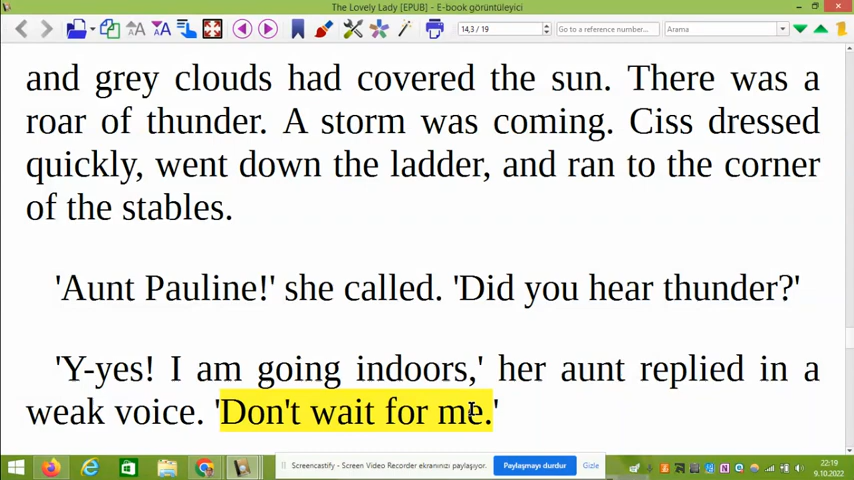 The Lovely Lady [EPUB] - E-book görüntüleyici
14,3 / 19
Go to a reference number...
Arama
and grey clouds had covered the sun. There was a
roar of thunder. A storm was coming. Ciss dressed
quickly, went down the ladder, and ran to the corner
of the stables.
'Aunt Pauline!' she called. 'Did you hear thunder?'
'Y-yes! I am going indoors,' her aunt replied in a
weak voice. 'Don't wait for me.'
Screencastify - Screen Video Recorder ekranınızı paylaşıyor.
Paylaşmayı durdur
Gizle
22:19
9.10.2022